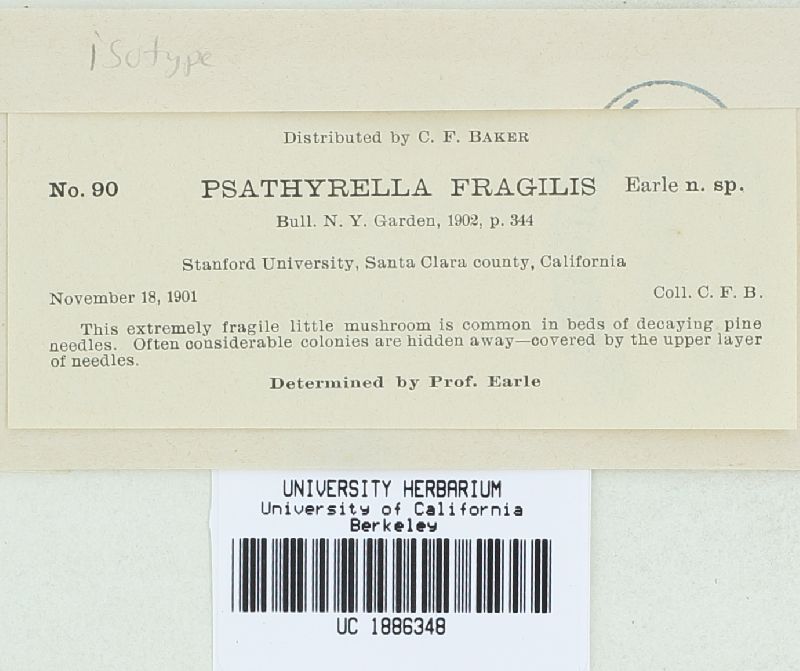 isotype
Distributed by C. F. BAKER
No. 90 PSATHYRELLA FRAGILIS Earle n. sp.
Bull. N. Y. Garden, 1902, p. 344
Stanford University, Santa Clara county, California
November 18, 1901 Coll. C. F. B.
This extremely fragile little mushroom is common in beds of decaying pine
needles. Often considerable colonies are hidden away—covered by the upper layer
of needles.
Determined by Prof. Earle
UNIVERSITY HERBARIUM
University of California
Berkeley
UC 1886348